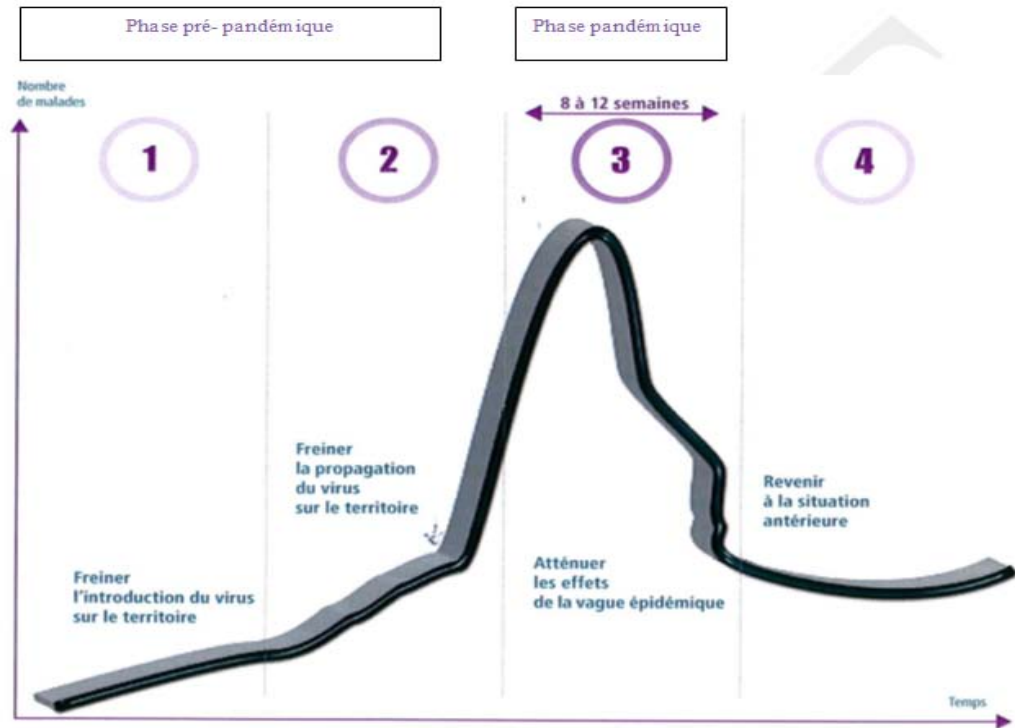 Phase pré- pandémique
Phase pandémique
Nombre
de malades
8 à 12 semaines
1
2
3
4
Freiner
l'introduction du virus
sur le territoire
Freiner
la propagation
du virus
sur le territoire
Atténuer
les effets
de la vague épidémique
Revenir
à la situation
antérieure
Temps